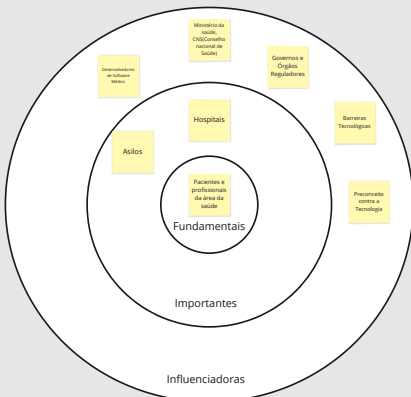 Ministério da
saúde,
CNS(Conselho
nacional de
Saúde)
Governos e
Órgãos
Reguladores
Desenvolvedores
de Software
Médico
Barreiras
Tecnológicas
Hospitais
Asilos
Pacientes e
profissionais
da área da
saúde
Preconceito
contra a
Tecnologia
Fundamentais
Importantes
Influenciadoras